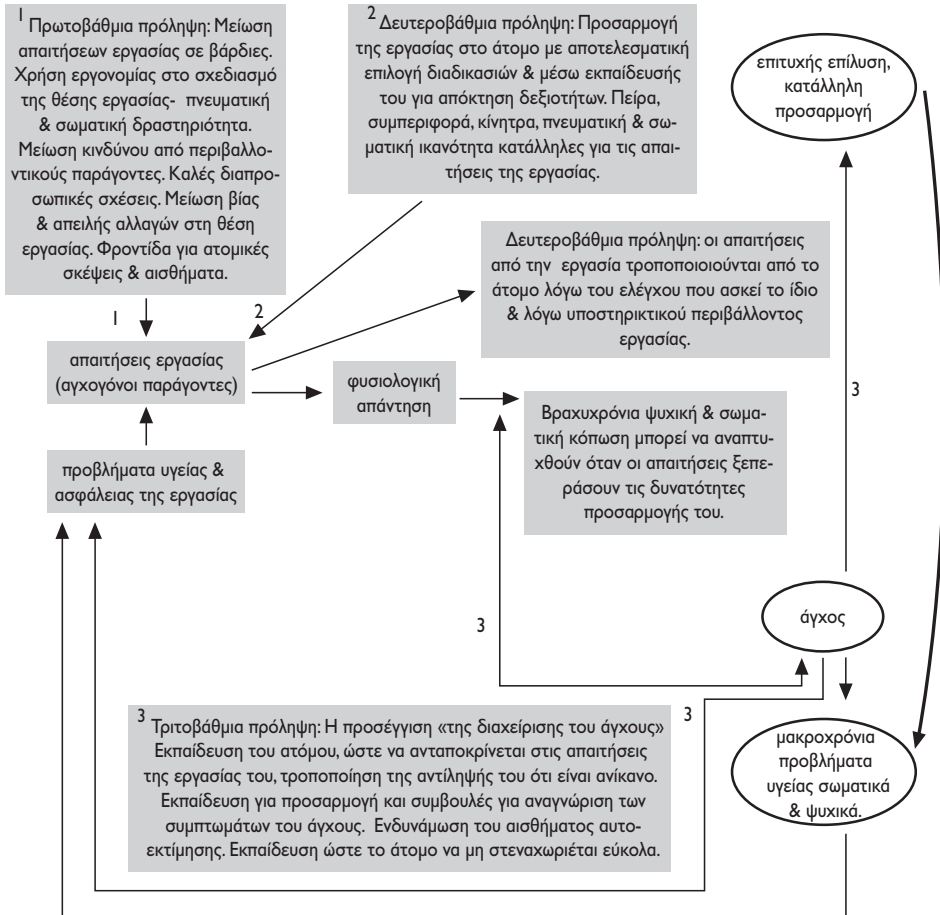 1 Πρωτοβάθμια πρόληψη: Μείωση
απαιτήσεων εργασίας σε βάρδιες.
Χρήση εργονομίας στο σχεδιασμό
της θέσης εργασίας- πνευματική
& σωματική δραστηριότητα.
Μείωση κινδύνου από περιβαλλο-
ντικούς παράγοντες. Καλές διαπρο-
σωπικές σχέσεις. Μείωση βίας
& απειλής αλλαγών στη θέση
εργασίας. Φροντίδα για ατομικές
σκέψεις & αισθήματα.
2 Δευτεροβάθμια πρόληψη: Προσαρμογή
της εργασίας στο άτομο με αποτελεσματική
επιλογή διαδικασιών & μέσω εκπαίδευσής
του για απόκτηση δεξιοτήτων. Πείρα,
συμπεριφορά, κίνητρα, πνευματική & σω-
ματική ικανότητα κατάλληλες για τις απαι-
τήσεις της εργασίας.
επιτυχής επίλυση,
κατάλληλη
προσαρμογή
Δευτεροβάθμια πρόληψη: οι απαιτήσεις
από την εργασία τροποποιοιούνται από το
άτομο λόγω του ελέγχου που ασκεί το ίδιο
& λόγω υποστηρικτικού περιβάλλοντος
εργασίας.
1
2
απαιτήσεις εργασίας
(αγχογόνοι παράγοντες)
φυσιολογική
απάντηση
3
Βραχυχρόνια ψυχική & σωμα-
τική κόπωση μπορεί να αναπτυ-
χθούν όταν οι απαιτήσεις ξεπε-
ράσουν τις δυνατότητες
προσαρμογής του.
προβλήματα υγείας &
ασφάλειας της εργασίας
3
άγχος
3
3 Τριτοβάθμια πρόληψη: Η προσέγγιση «της διαχείρισης του άγχους»
Εκπαίδευση του ατόμου, ώστε να ανταποκρίνεται στις απαιτήσεις
της εργασίας του, τροποποίηση της αντίληψής του ότι είναι ανίκανο.
Εκπαίδευση για προσαρμογή και συμβουλές για αναγνώριση των
συμπτωμάτων του άγχους. Ενδυνάμωση του αισθήματος αυτο-
εκτίμησης. Εκπαίδευση ώστε το άτομο να μη στεναχωριέται εύκολα.
μακροχρόνια
προβλήματα
υγείας σωματικά
& ψυχικά.